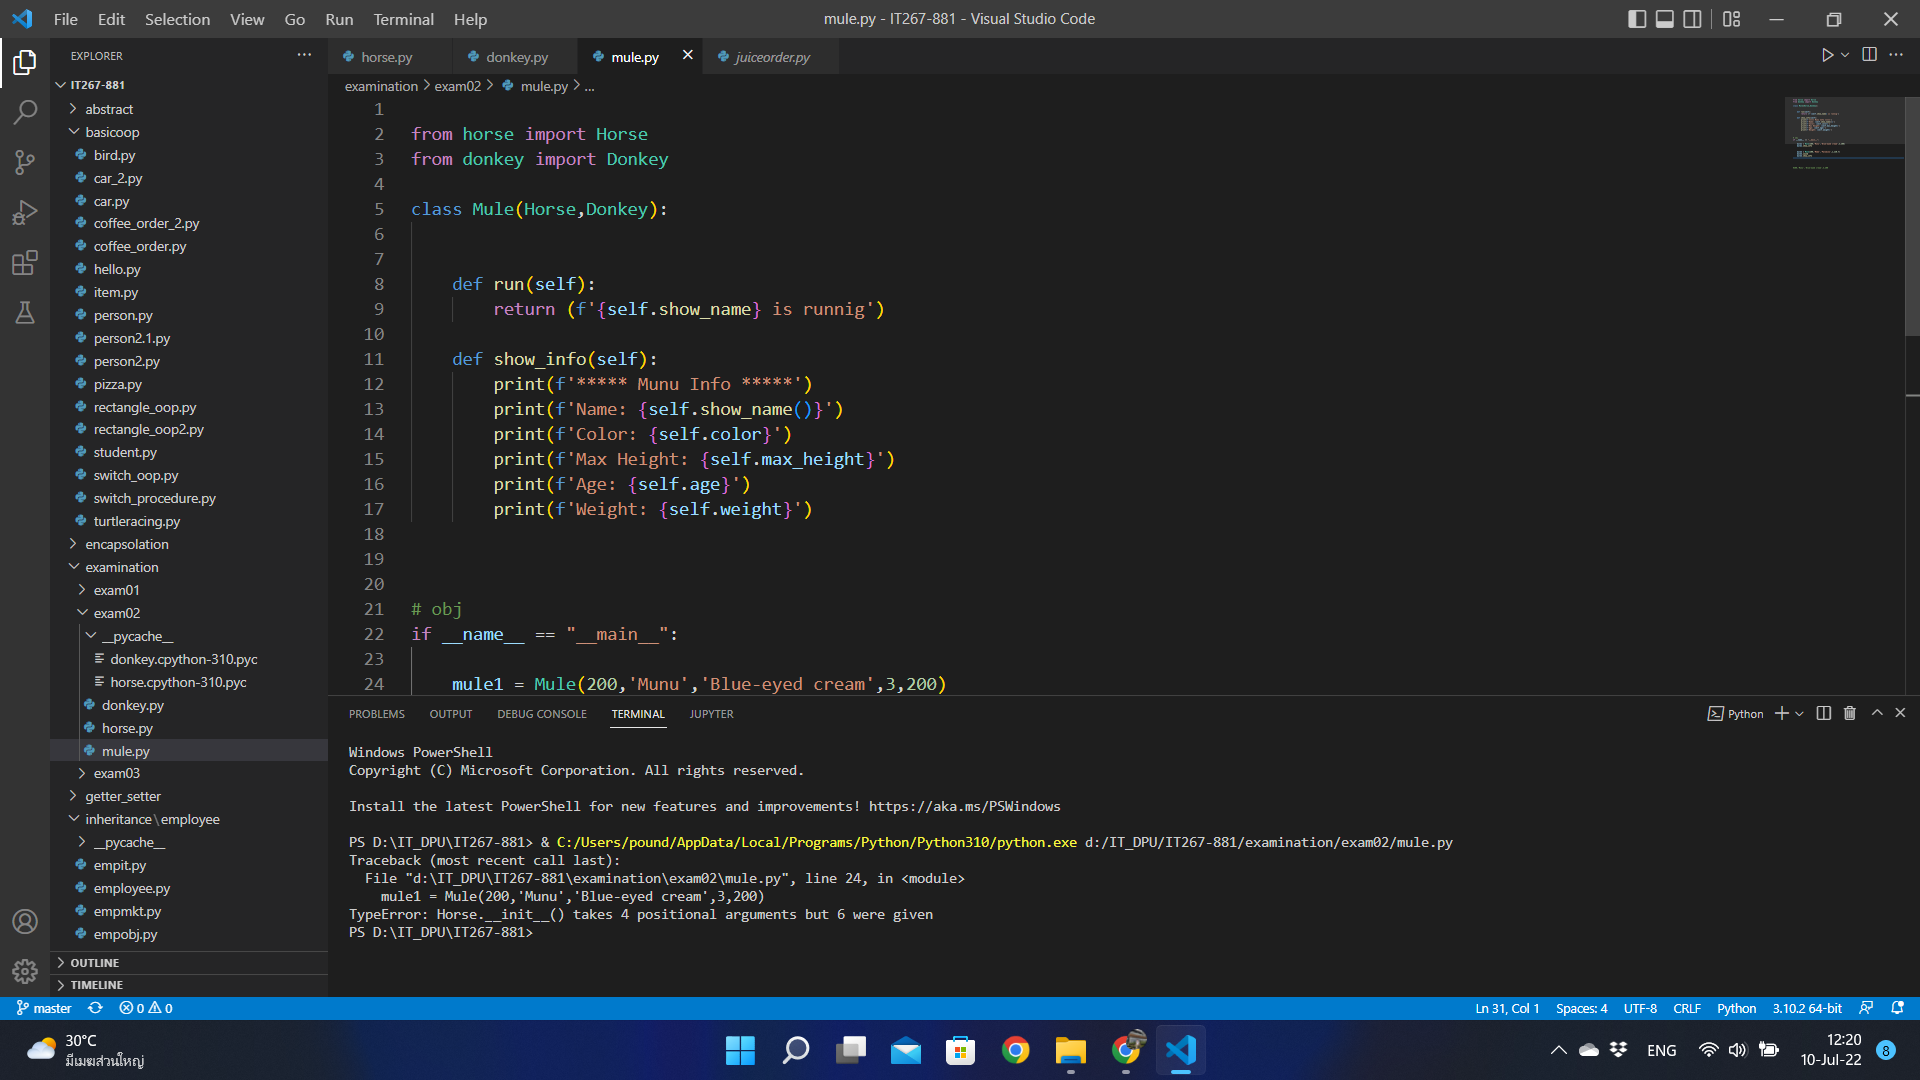 File Edit Selection View Go Run Terminal Help
mule.py - IT267-881 - Visual Studio Code
EXPLORER
IT267-881
abstract
basicoop
bird.py
car_2.py
car.py
coffee_order_2.py
coffee_order.py
hello.py
item.py
person.py
person2.1.py
person2.py
pizza.py
rectangle_oop.py
rectangle_oop2.py
student.py
switch_oop.py
switch_procedure.py
turtleracing.py
encapsolation
examination
exam01
exam02
__pycache__
donkey.cpython-310.pyc
horse.cpython-310.pyc
donkey.py
horse.py
mule.py
exam03
getter_setter
inheritance\employee
__pycache__
empit.py
employee.py
empmkt.py
empobj.py
OUTLINE
TIMELINE
horse.py donkey.py mule.py juiceorder.py
examination > exam02 > mule.py > ...
1
2 from horse import Horse
3 from donkey import Donkey
4
5 class Mule(Horse,Donkey):
6
7
8 def run(self):
9 return (f'{self.show_name} is runnig')
10
11 def show_info(self):
12 print(f'***** Munu Info *****')
13 print(f'Name: {self.show_name()}')
14 print(f'Color: {self.color}')
15 print(f'Max Height: {self.max_height}')
16 print(f'Age: {self.age}')
17 print(f'Weight: {self.weight}')
18
19
20
21 # obj
22 if __name__ == "__main__":
23
24 mule1 = Mule(200,'Munu','Blue-eyed cream',3,200)
PROBLEMS OUTPUT DEBUG CONSOLE TERMINAL JUPYTER
Python
Windows PowerShell
Copyright (C) Microsoft Corporation. All rights reserved.
Install the latest PowerShell for new features and improvements! https://aka.ms/PSWindows
PS D:\IT_DPU\IT267-881> & C:/Users/pound/AppData/Local/Programs/Python/Python310/python.exe d:/IT_DPU/IT267-881/examination/exam02/mule.py
Traceback (most recent call last):
File "d:\IT_DPU\IT267-881\examination\exam02\mule.py", line 24, in <module>
mule1 = Mule(200,'Munu','Blue-eyed cream',3,200)
TypeError: Horse.__init__() takes 4 positional arguments but 6 were given
PS D:\IT_DPU\IT267-881>
master 0 0
Ln 31, Col 1 Spaces: 4 UTF-8 CRLF Python 3.10.2 64-bit
30°C
มีเมฆส่วนใหญ่
ENG
12:20
10-Jul-22
8